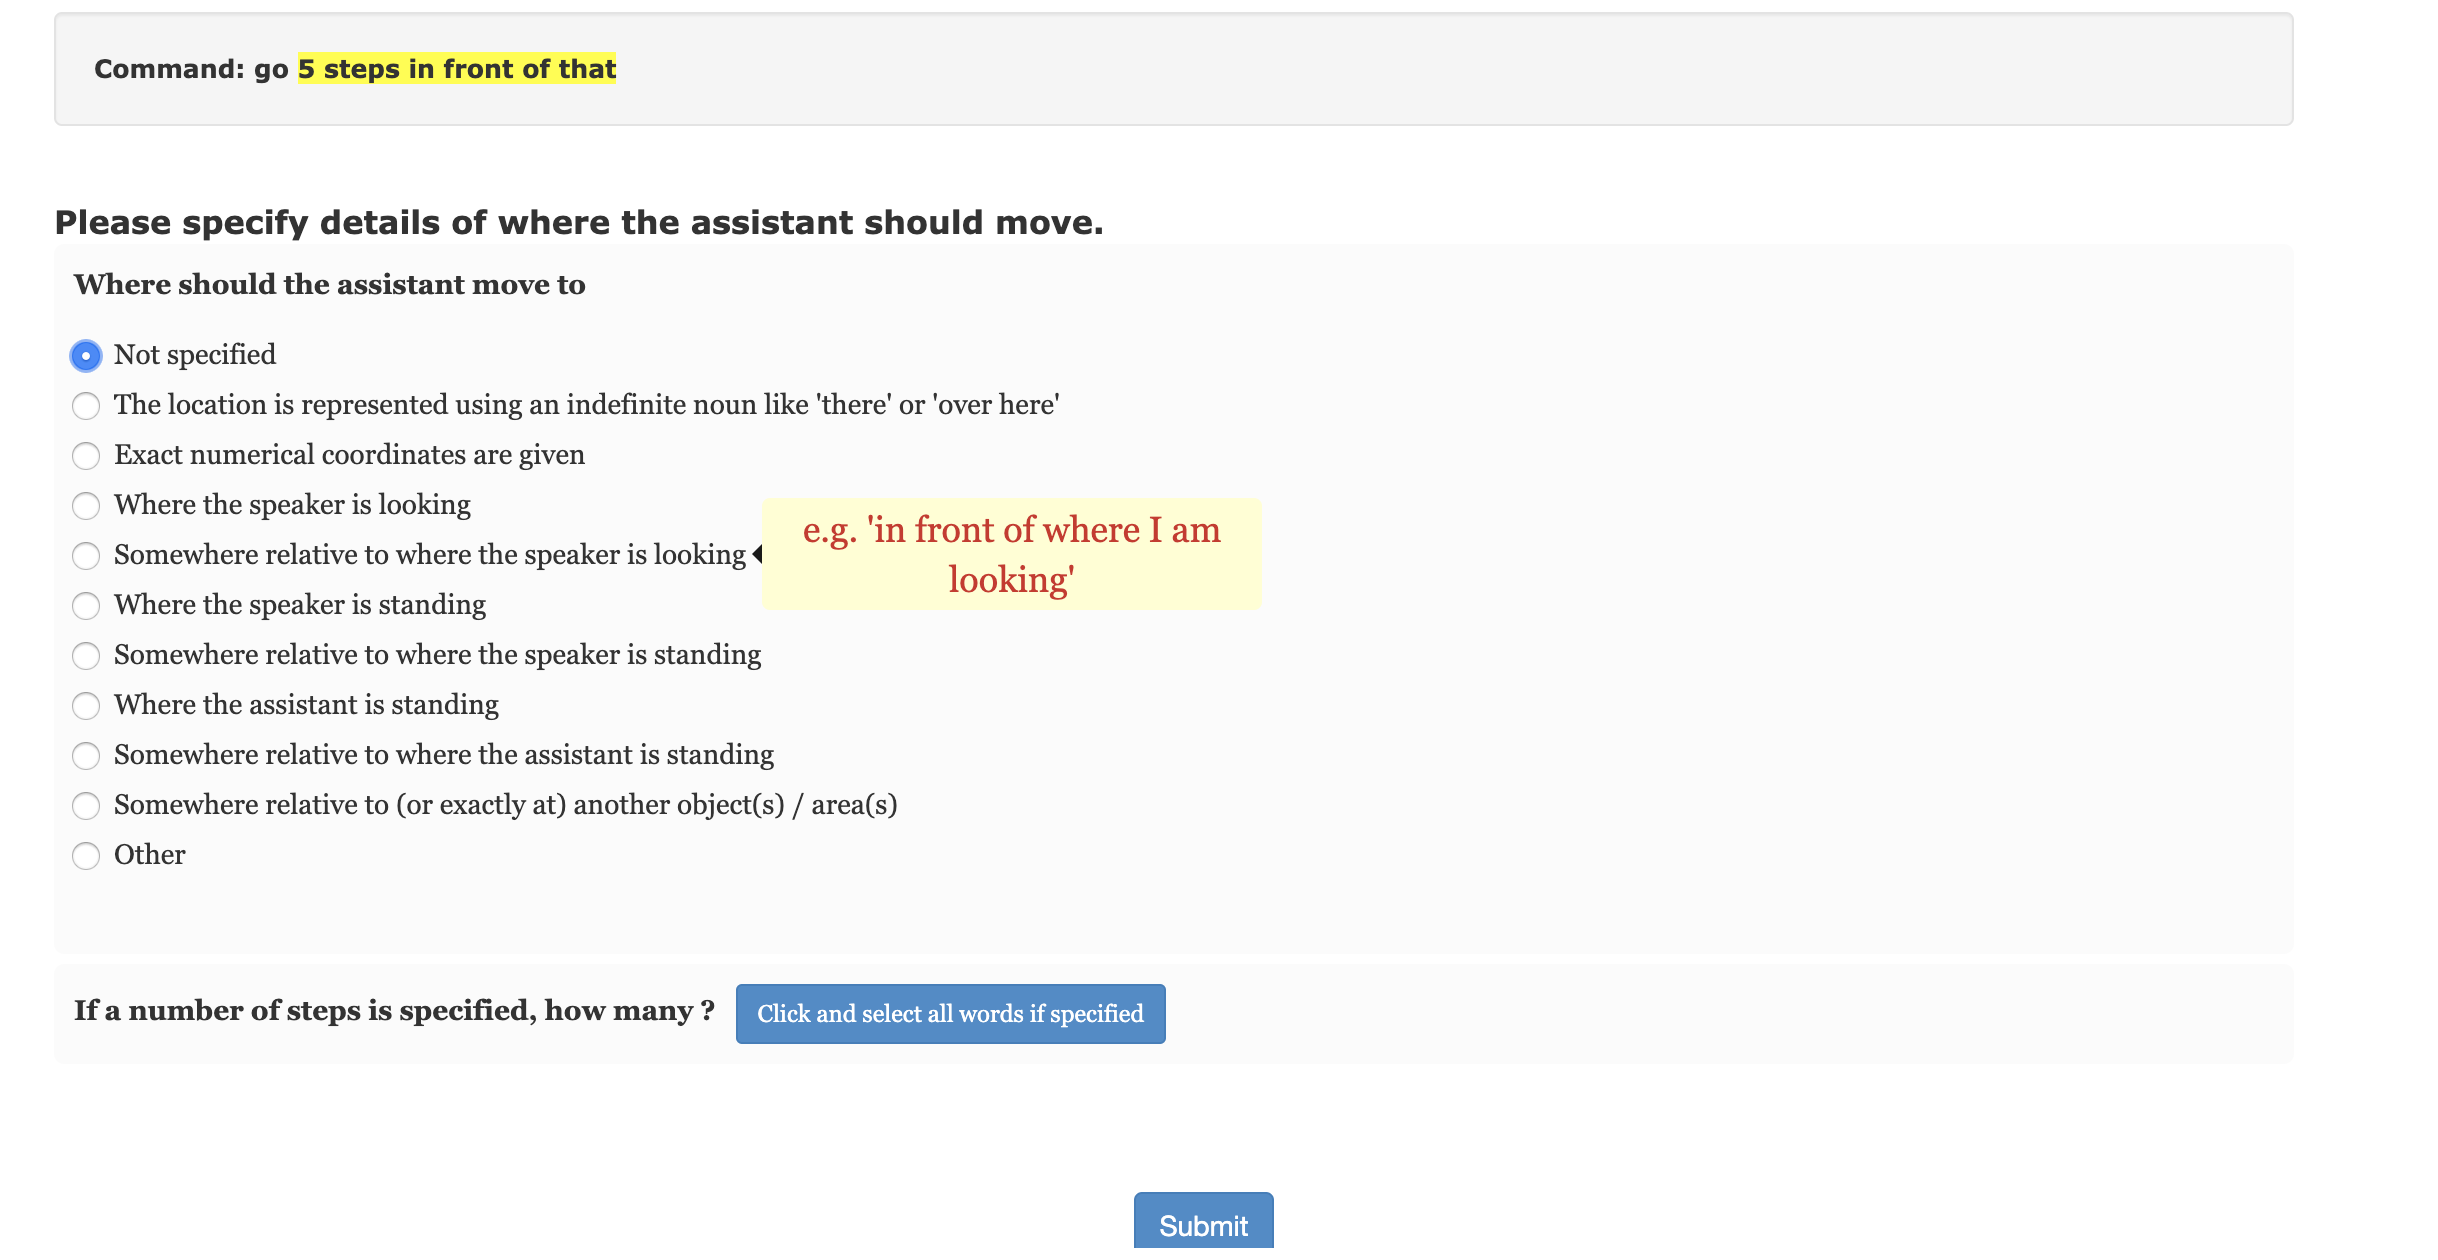 Command: go 5 steps in front of that
Please specify details of where the assistant should move.
Where should the assistant move to
Not specified
The location is represented using an indefinite noun like 'there' or 'over here'
Exact numerical coordinates are given
Where the speaker is looking
Somewhere relative to where the speaker is looking
e.g. 'in front of where I am
looking'
Where the speaker is standing
Somewhere relative to where the speaker is standing
Where the assistant is standing
Somewhere relative to where the assistant is standing
Somewhere relative to (or exactly at) another object(s) / area(s)
Other
If a number of steps is specified, how many ?
Click and select all words if specified
Submit